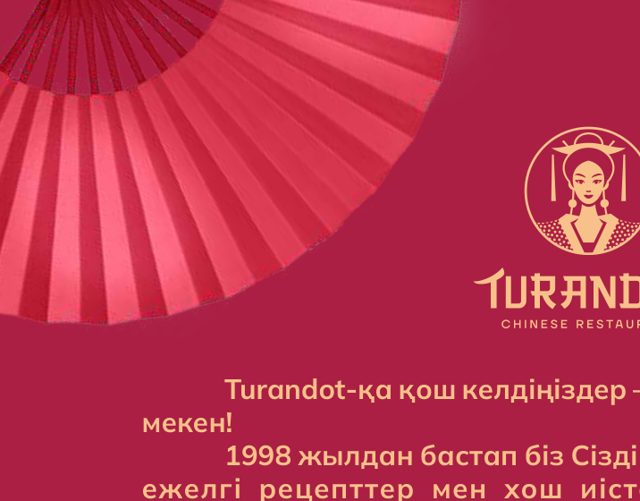 TURAND
CHINESE RESTAUR
Turandot-қа қош келдіңіздер –
мекен!
1998 жылдан бастап біз Сізді
ежелгі рецепттер мен хош иіст